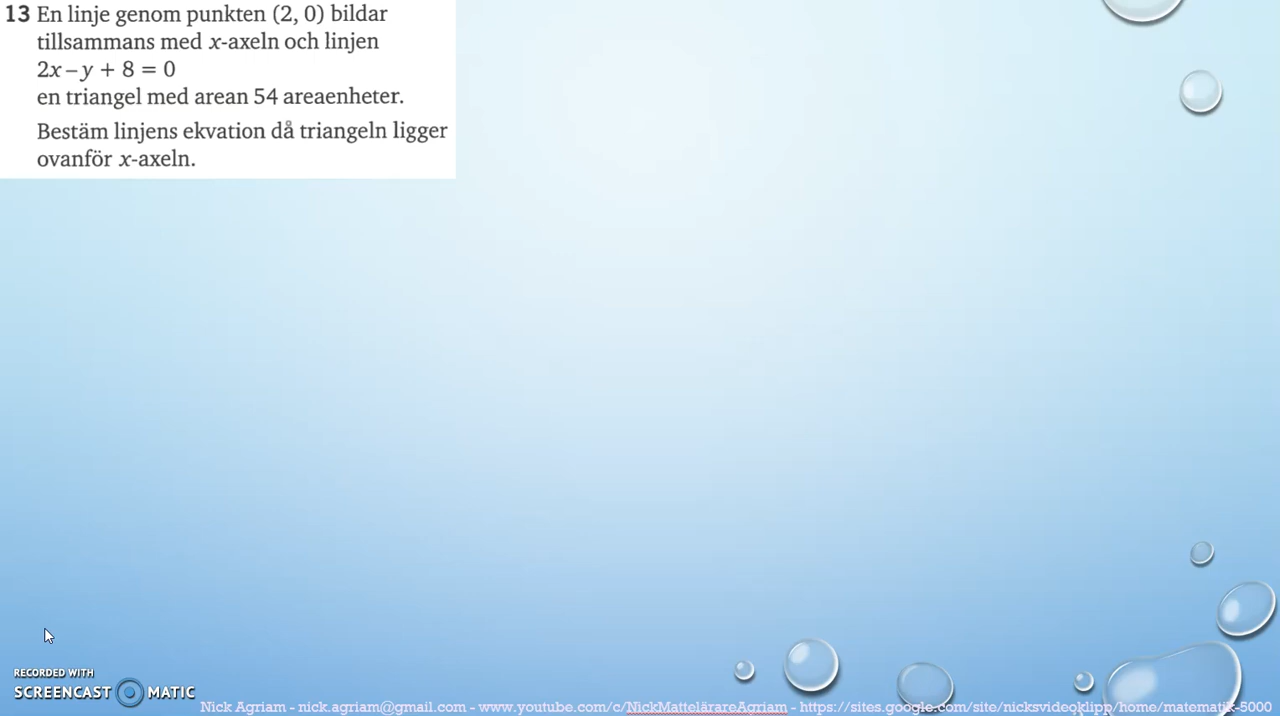 13 En linje genom punkten (2, 0) bildar
tillsammans med x-axeln och linjen
2x – y + 8 = 0
en triangel med arean 54 areaenheter.
Bestäm linjens ekvation då triangeln ligger
ovanför x-axeln.
RECORDED WITH
SCREENCAST MATIC
Nick Agriam - nick.agriam@gmail.com - www.youtube.com/c/NickMattelärareAgriam - https://sites.google.com/site/nicksvideoklipp/home/matematik-5000